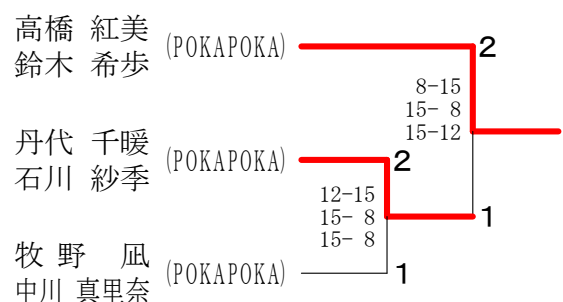 高橋 紅美
鈴木 希歩
(POKAPOKA)
2
8-15
15- 8
15-12
丹代 千暖
石川 紗季
(POKAPOKA)
2
12-15
15- 8
15- 8
1
牧野 凪
中川 真里奈
(POKAPOKA)
1